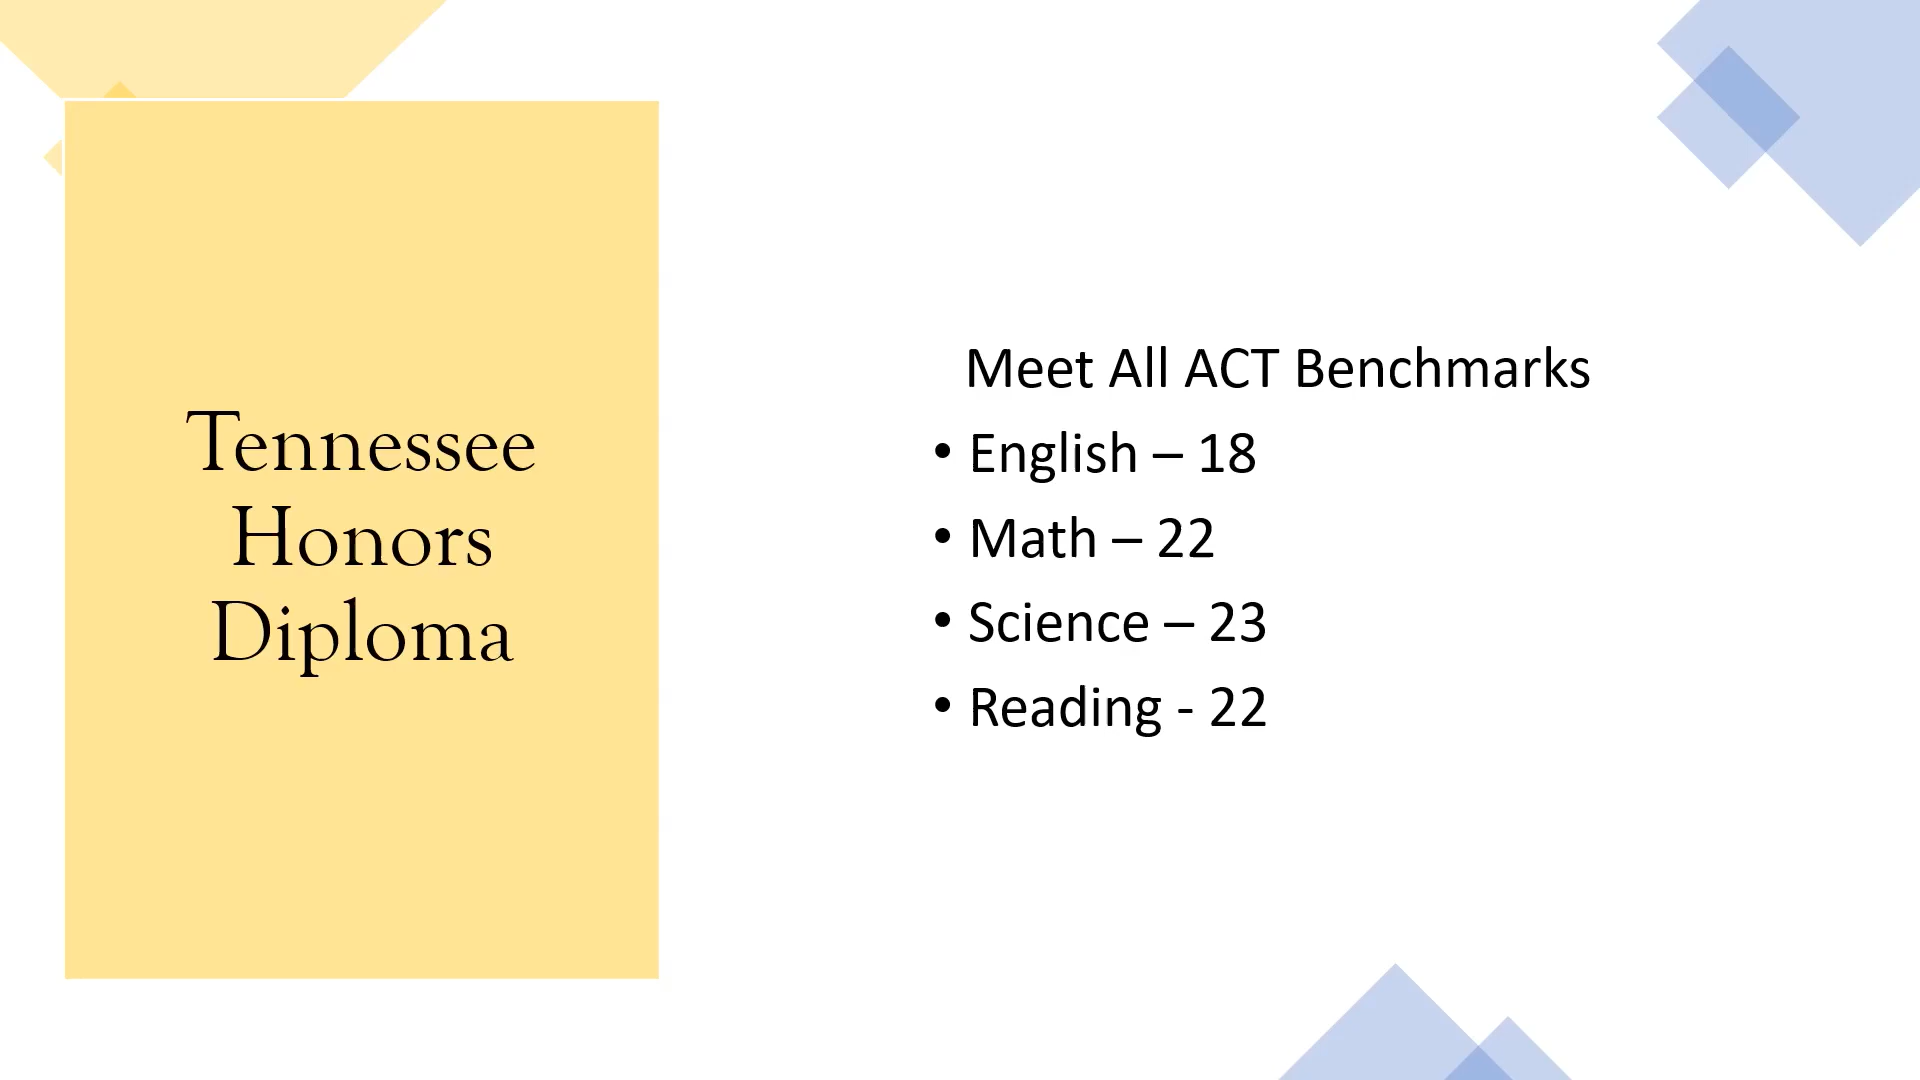 Tennessee
Honors
Diploma
Meet All ACT Benchmarks
• English – 18
• Math – 22
• Science – 23
• Reading - 22